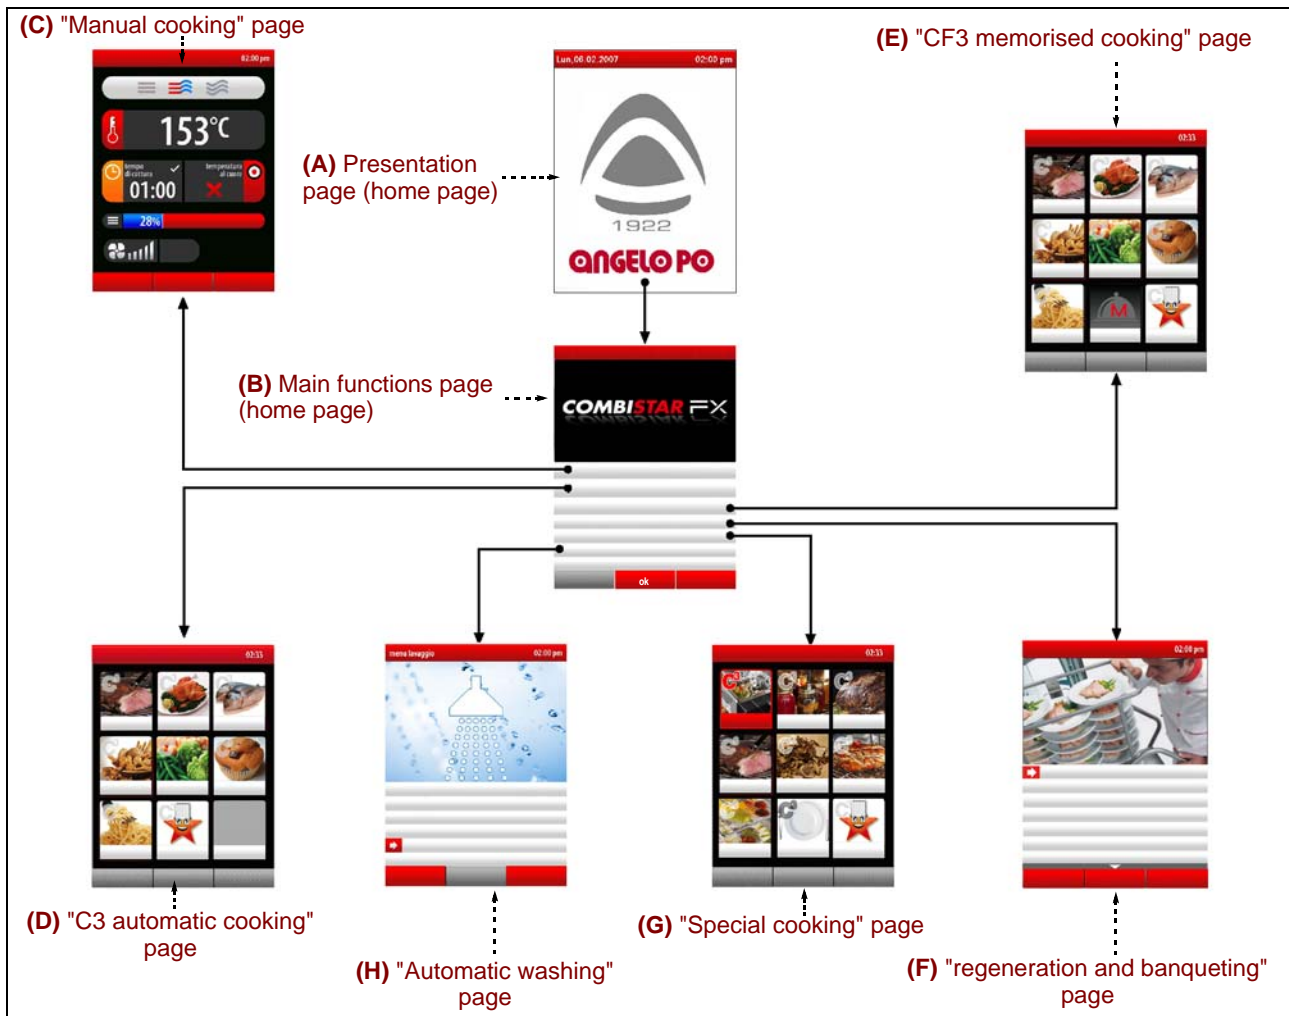 (C) "Manual cooking" page
(E) "CF3 memorised cooking" page
02:00 pm
Lun,06.02.2007 02:00 pm
153°C
tempo
di cottura
01:00
temperatura
al cuore
28%
(A) Presentation
page (home page)
1922
ANGELO PO
02:33
M
(B) Main functions page
(home page)
COMBISTAR FX
ok
02:33
menu lavaggio 02:00 pm
02:33
02:00 pm
(D) "C3 automatic cooking"
page
(H) "Automatic washing"
page
(G) "Special cooking" page
(F) "regeneration and banqueting"
page